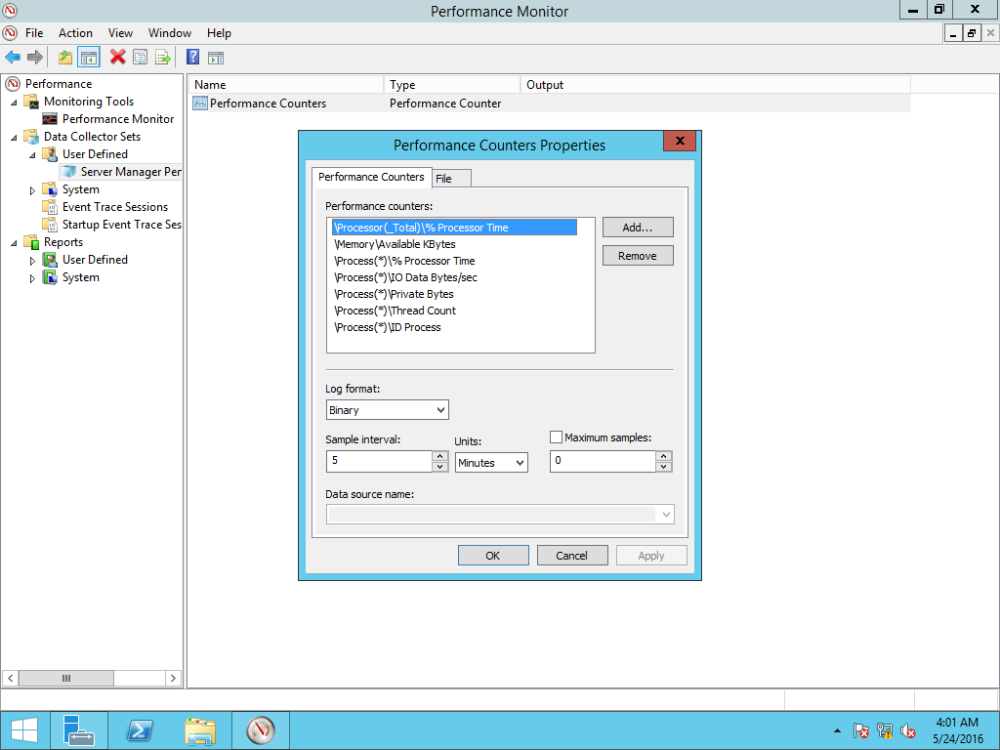 Performance Monitor
File Action View Window Help
Performance
Monitoring Tools
Performance Monitor
Data Collector Sets
User Defined
Server Manager Per
System
Event Trace Sessions
Startup Event Trace Ses
Reports
User Defined
System
Name Type Output
Performance Counters Performance Counter
Performance Counters Properties
Performance Counters File
Performance counters:
\Processor(_Total)\% Processor Time
\Memory\Available KBytes
\Process(*)\% Processor Time
\Process(*)\IO Data Bytes/sec
\Process(*)\Private Bytes
\Process(*)\Thread Count
\Process(*)\ID Process
Add...
Remove
Log format:
Binary
Sample interval: Units: Maximum samples:
5 Minutes 0
Data source name:
OK Cancel Apply
4:01 AM
5/24/2016